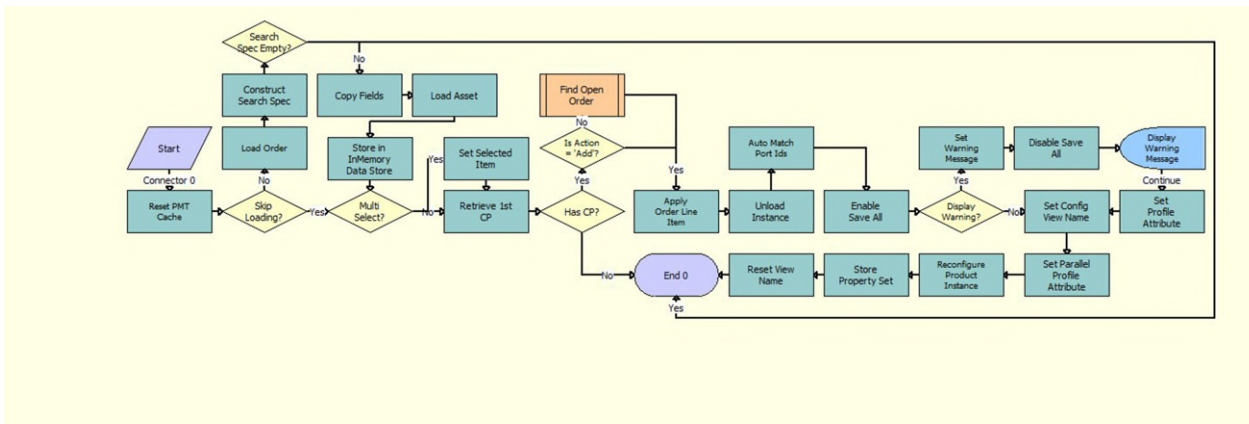 Search
Spec Empty?
No
Construct
Search Spec
Copy Fields
Load Asset
Find Open
Order
No
Start
Load Order
Store in
InMemory
Data Store
Yes
Set Selected
Item
Is Action
= 'Add'?
Auto Match
Port Ids
Set
Warning
Message
Disable Save
All
Display
Warning
Message
Connector 0
No
Yes
Yes
Yes
Continue
Reset PMT
Cache
Skip
Loading?
Yes
Multi
Select?
No
Retrieve 1st
CP
Has CP?
Apply
Order Line
Item
Unload
Instance
Enable
Save All
Display
Warning?
No
Set Config
View Name
Set
Profile
Attribute
No
End 0
Reset View
Name
Store
Property Set
Reconfigure
Product
Instance
Set Parallel
Profile
Attribute
Yes